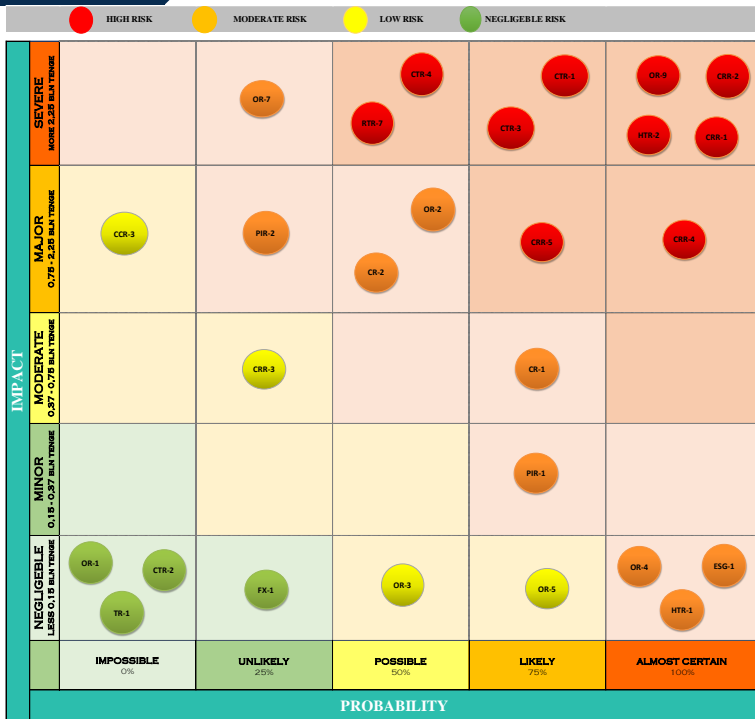 HIGH RISK
MODERATE RISK
LOW RISK
NEGLIGEBLE RISK
IMPACT
SEVERE
MORE 2,25 BLN TENGE
OR-7
CTR-4
RTR-7
CTR-1
CTR-3
OR-9
CRR-2
HTR-2
CRR-1
MAJOR
0,75 - 2,25 BLN TENGE
CCR-3
PIR-2
OR-2
CR-2
CRR-5
CRR-4
MODERATE
0,37 - 0,75 BLN TENGE
CRR-3
CR-1
MINOR
0,15 - 0,37 BLN TENGE
PIR-1
NEGLIGEBLE
LESS 0,15 BLN TENGE
OR-1
CTR-2
TR-1
FX-1
OR-3
OR-5
OR-4
ESG-1
HTR-1
IMPOSSIBLE
0%
UNLIKELY
25%
POSSIBLE
50%
LIKELY
75%
ALMOST CERTAIN
100%
PROBABILITY